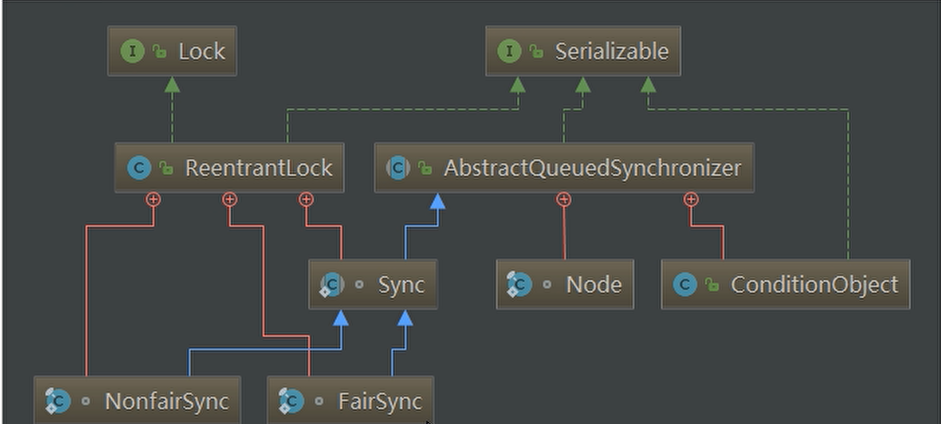 I Lock
I Serializable
C ReentrantLock
C AbstractQueuedSynchronizer
C Sync
C Node
C ConditionObject
C NonfairSync
C FairSync